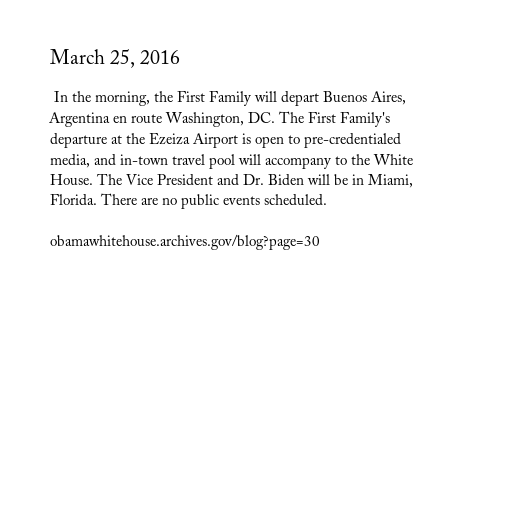 March 25, 2016
In the morning, the First Family will depart Buenos Aires,
Argentina en route Washington, DC. The First Family's
departure at the Ezeiza Airport is open to pre-credentialed
media, and in-town travel pool will accompany to the White
House. The Vice President and Dr. Biden will be in Miami,
Florida. There are no public events scheduled.
obamawhitehouse.archives.gov/blog?page=30